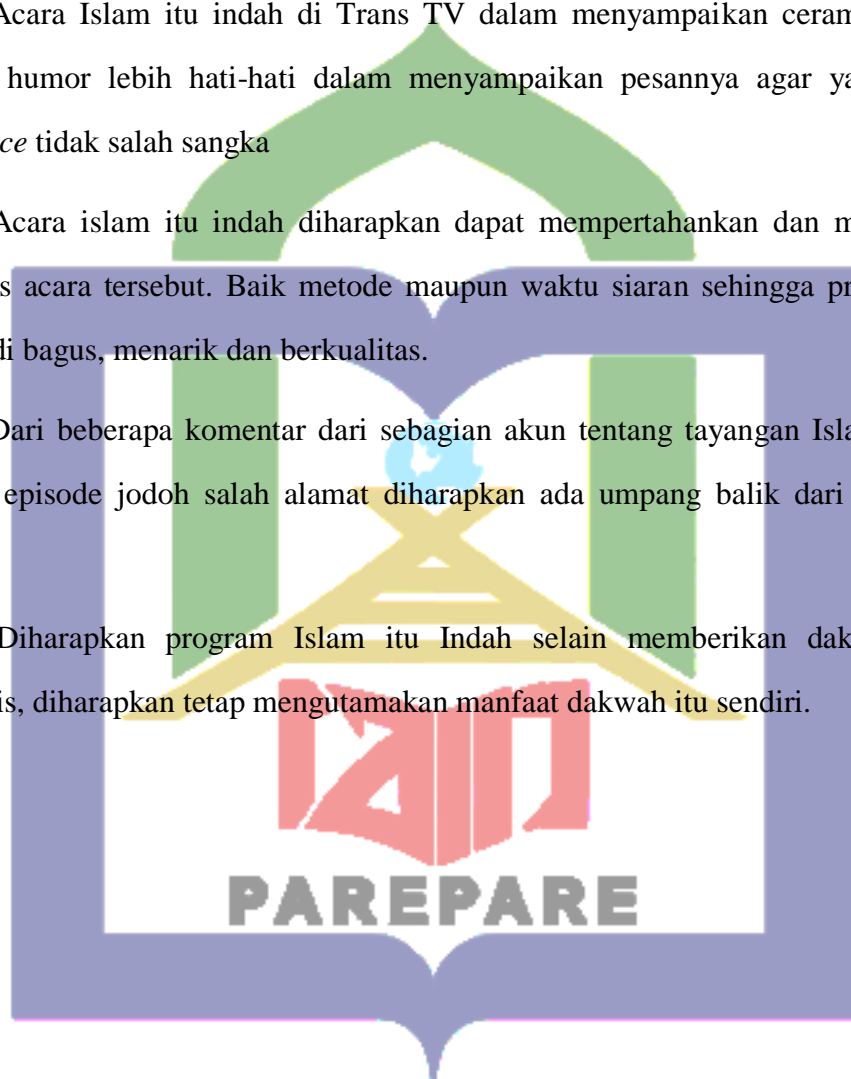 Acara Islam itu indah di Trans TV dalam menyampaikan ceram
humor lebih hati-hati dalam menyampaikan pesannya agar ya
ce tidak salah sangka
Acara islam itu indah diharapkan dapat mempertahankan dan m
s acara tersebut. Baik metode maupun waktu siaran sehingga pr
di bagus, menarik dan berkualitas.
Dari beberapa komentar dari sebagian akun tentang tayangan Isla
episode jodoh salah alamat diharapkan ada umpang balik dari
Diharapkan program Islam itu Indah selain memberikan dak
is, diharapkan tetap mengutamakan manfaat dakwah itu sendiri.
iain
PAREPARE